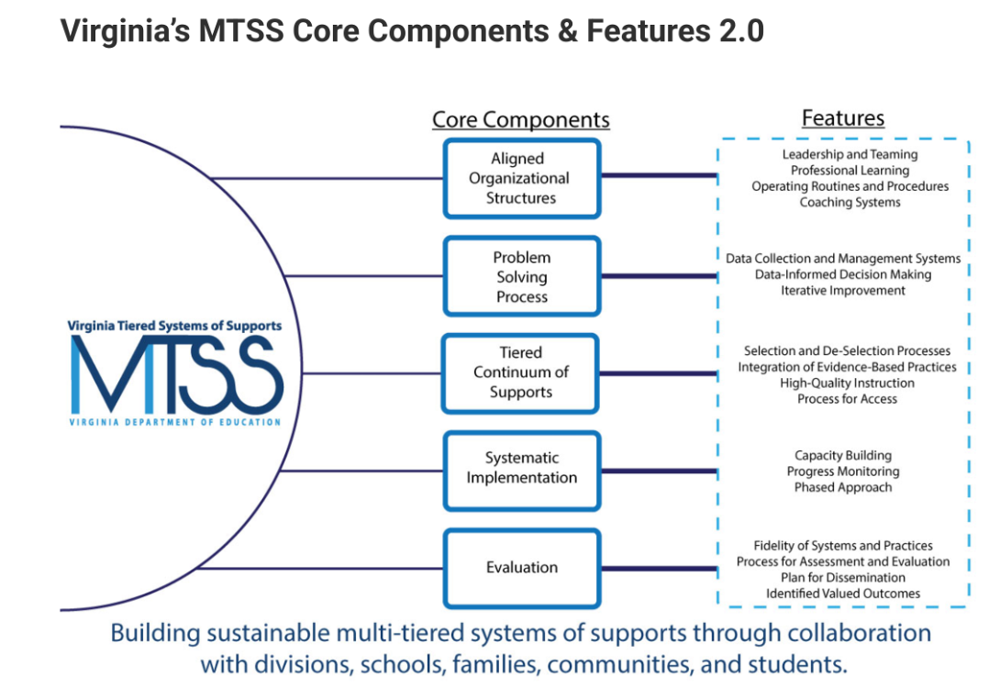 Virginia’s MTSS Core Components & Features 2.0
Core Components
Features
Aligned
Organizational
Structures
Leadership and Teaming
Professional Learning
Operating Routines and Procedures
Coaching Systems
Problem
Solving
Process
Data Collection and Management Systems
Data-Informed Decision Making
Iterative Improvement
Virginia Tiered Systems of Supports
MTSS
VIRGINIA DEPARTMENT OF EDUCATION
Tiered
Continuum of
Supports
Selection and De-Selection Processes
Integration of Evidence-Based Practices
High-Quality Instruction
Process for Access
Systematic
Implementation
Capacity Building
Progress Monitoring
Phased Approach
Evaluation
Fidelity of Systems and Practices
Process for Assessment and Evaluation
Plan for Dissemination
Identified Valued Outcomes
Building sustainable multi-tiered systems of supports through collaboration
with divisions, schools, families, communities, and students.